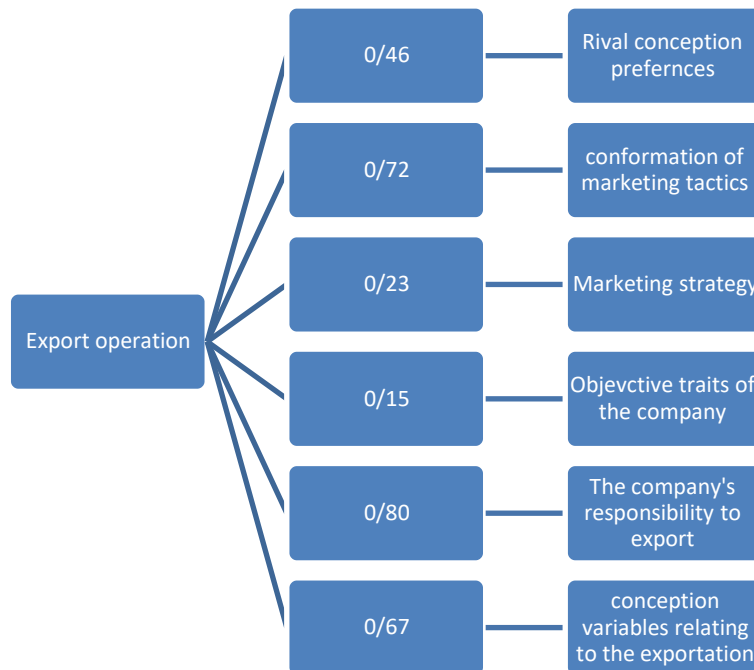 Export operation
0/46
Rival conception
prefernces
0/72
conformation of
marketing tactics
0/23
Marketing strategy
0/15
Objevctive traits of
the company
0/80
The company's
responsibility to
export
0/67
conception
variables relating
to the exportation